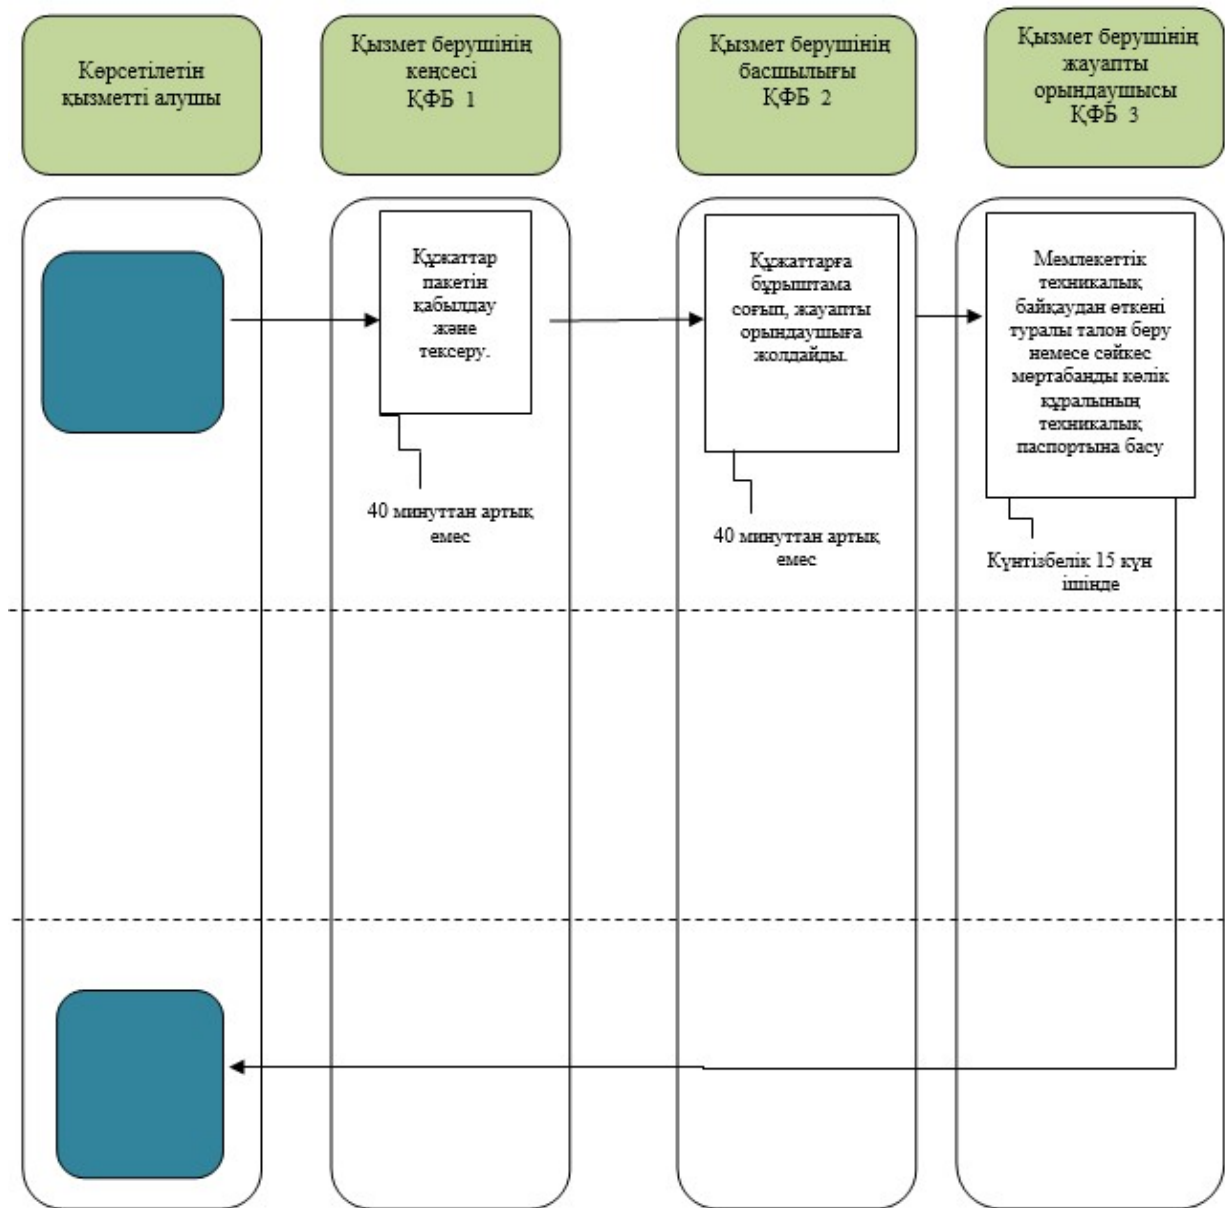 Көрсетілетін
қызметті алушы
Қызмет берушінің
кеңсесі
ҚФБ 1
Қызмет берушінің
басшылығы
ҚФБ 2
Қызмет берушінің
жауапты
орындаушысы
ҚФБ 3
Құжаттар
пакетін
қабылдау
және
тексеру.
Құжаттарға
бұрыштама
соғып, жауапты
орындаушыға
жолдайды.
Мемлекеттік
техникалық
байқаудан өткені
туралы талон беру
немесе сәйкес
мөртабанды көлік
құралының
техникалық
паспортына басу
40 минуттан артық
емес
40 минуттан артық
емес
Күнтізбелік 15 күн
ішінде